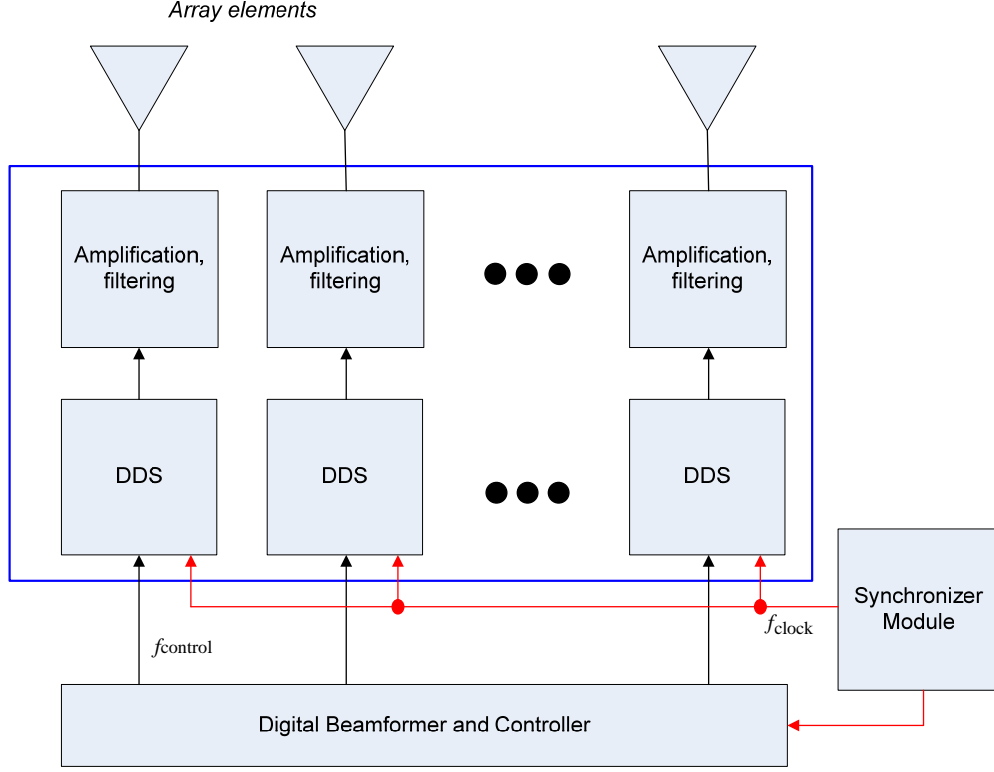 Array elements
Amplification,
filtering
Amplification,
filtering
Amplification,
filtering
DDS
DDS
DDS
Synchronizer
Module
fclock
fcontrol
Digital Beamformer and Controller